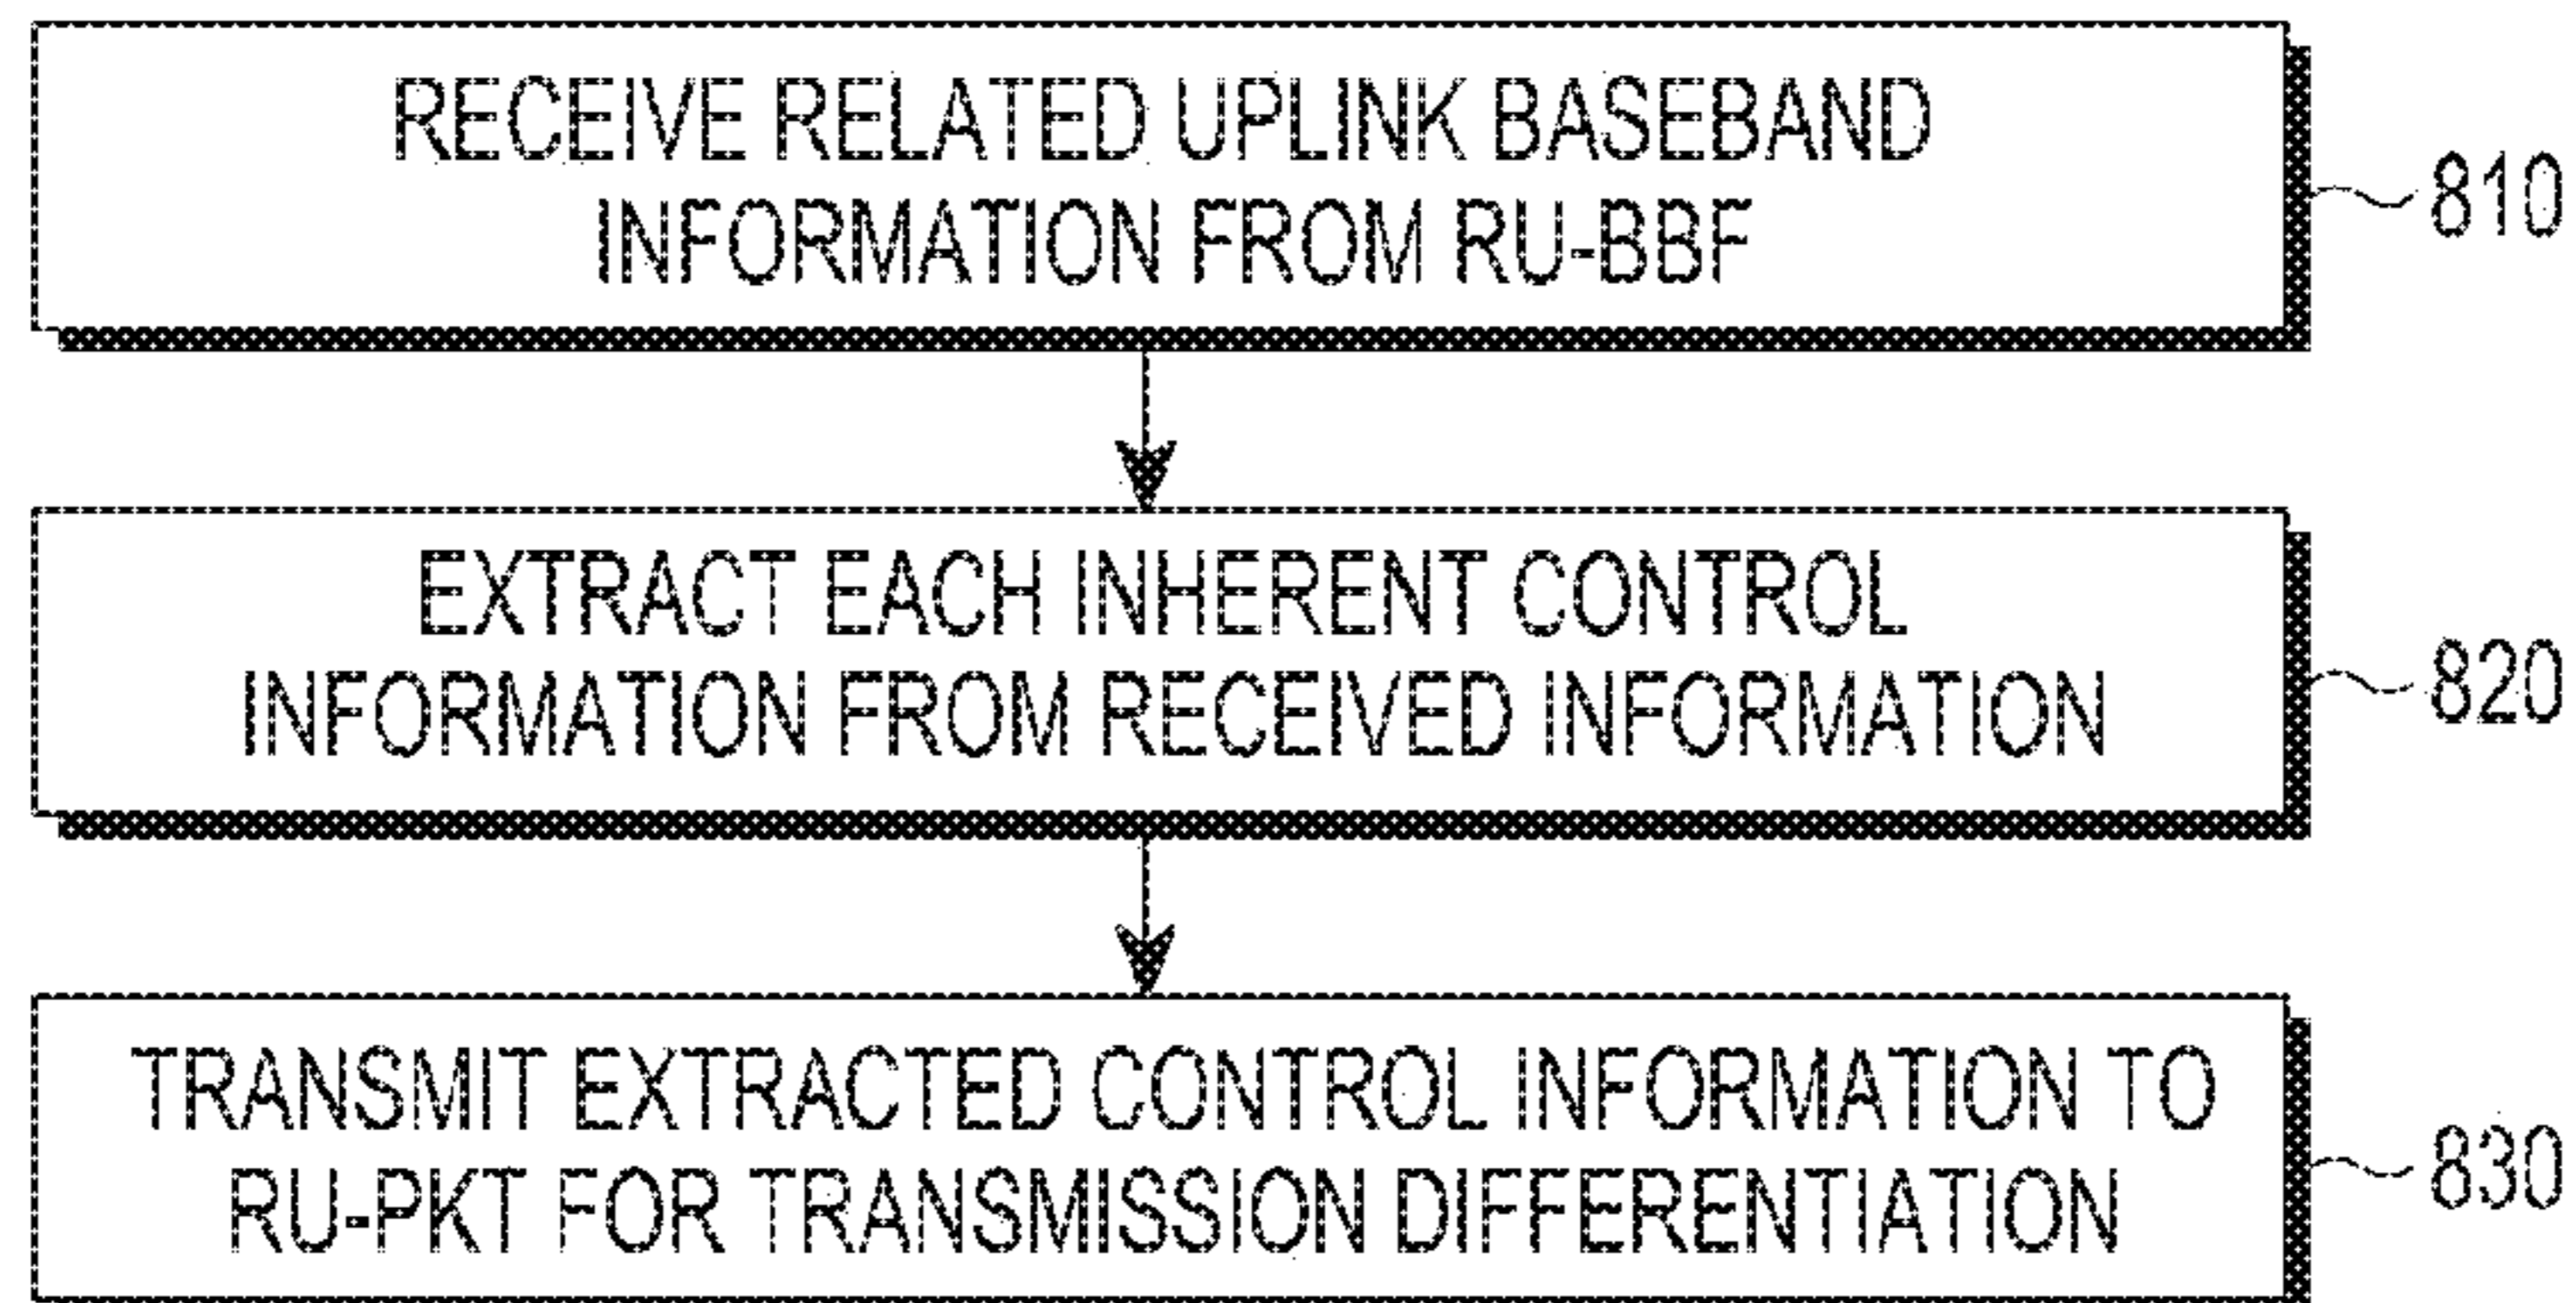 RECEIVE RELATED UPLINK BASEBAND
INFORMATION FROM RU-BBF
810
EXTRACT EACH INHERENT CONTROL
INFORMATION FROM RECEIVED INFORMATION
820
TRANSMIT EXTRACTED CONTROL INFORMATION TO
RU-PKT FOR TRANSMISSION DIFFERENTIATION
830